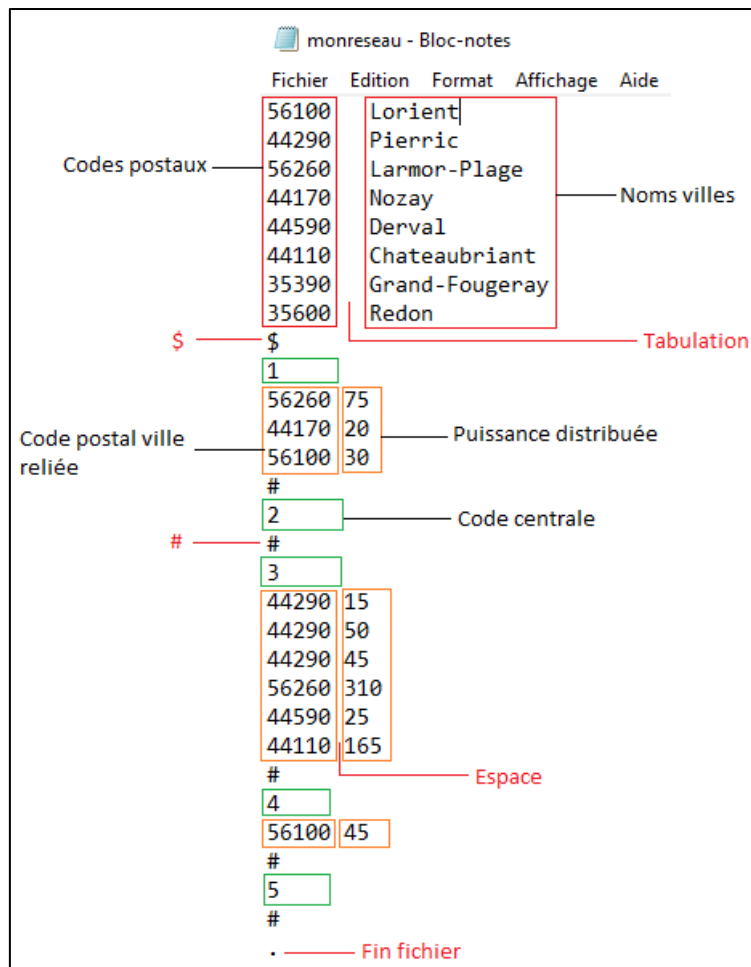 monreseau - Bloc-notes
Fichier Edition Format Affichage Aide
56100 Lorient
44290 Pierric
Codes postaux 56260 Larmor-Plage
44170 Nozay Noms villes
44590 Derval
44110 Chateaubriant
35390 Grand-Fougeray
35600 Redon
$ $ Tabulation
1
56260 75
Code postal ville reliée 44170 20 Puissance distribuée
56100 30
#
2 Code centrale
# #
3
44290 15
44290 50
44290 45
56260 310
44590 25
44110 165
# Espace
4
56100 45
#
5
#
. Fin fichier